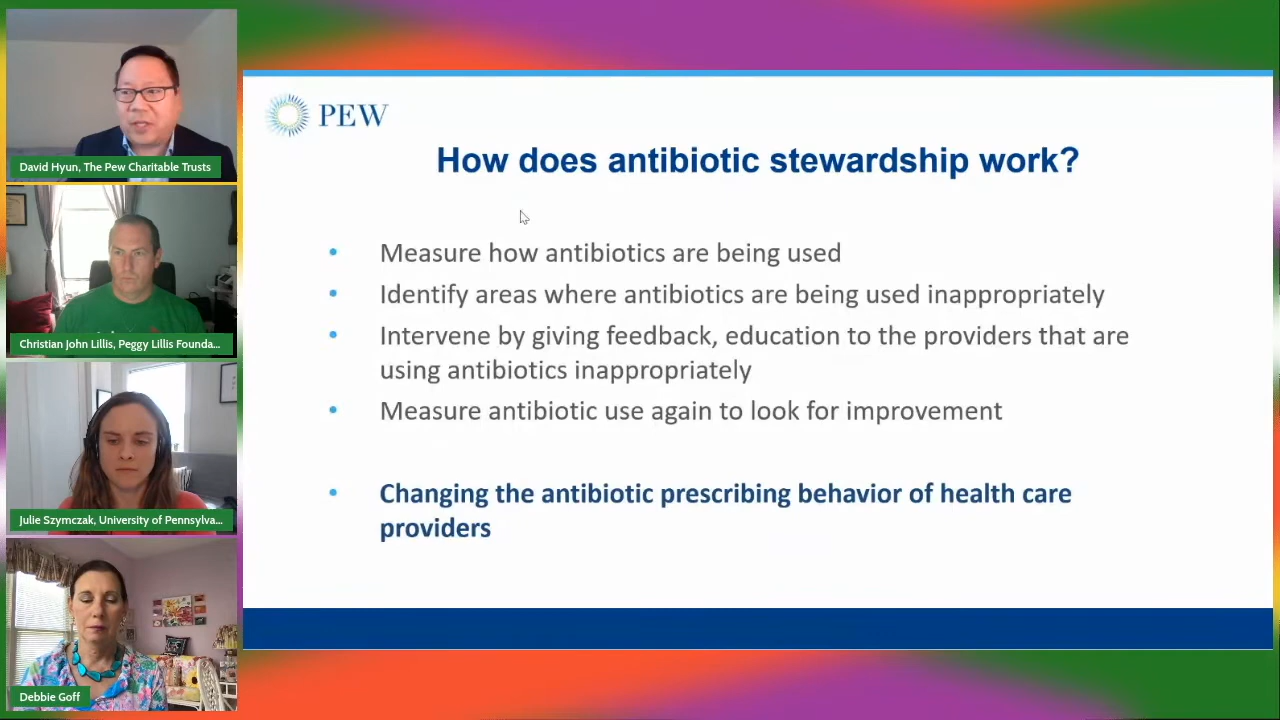 David Hyun, The Pew Charitable Trusts
Christian John Lillis, Peggy Lillis Founda...
Julie Szymczak, University of Pennsylva...
Debbie Goff
PEW
How does antibiotic stewardship work?
• Measure how antibiotics are being used
• Identify areas where antibiotics are being used inappropriately
• Intervene by giving feedback, education to the providers that are
using antibiotics inappropriately
• Measure antibiotic use again to look for improvement
• Changing the antibiotic prescribing behavior of health care
providers